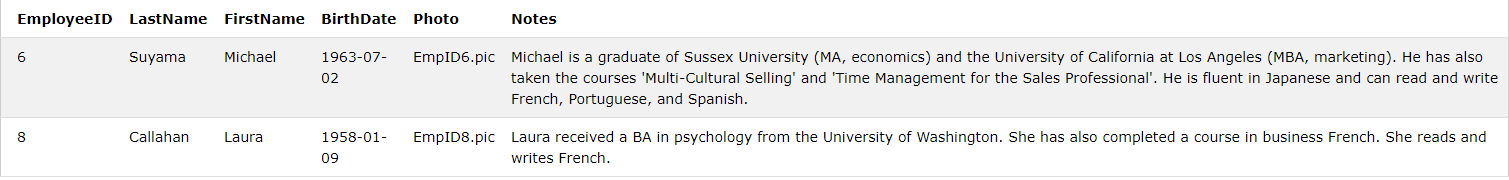 EmployeeID LastName FirstName BirthDate Photo Notes
6 Suyama Michael 1963-07- EmpID6.pic Michael is a graduate of Sussex University (MA, economics) and the University of California at Los Angeles (MBA, marketing). He has also
02 taken the courses 'Multi-Cultural Selling' and 'Time Management for the Sales Professional'. He is fluent in Japanese and can read and write
French, Portuguese, and Spanish.
8 Callahan Laura 1958-01- EmpID8.pic Laura received a BA in psychology from the University of Washington. She has also completed a course in business French. She reads and
09 writes French.